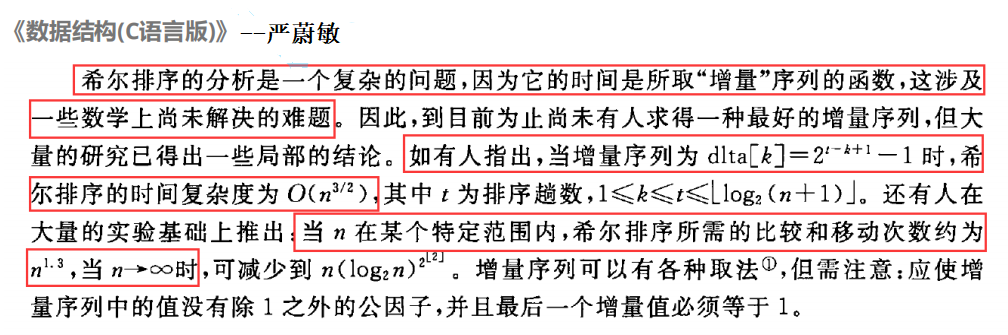 《数据结构(C语言版)》--严蔚敏
希尔排序的分析是一个复杂的问题,因为它的时间是所取“增量”序列的函数,这涉及
一些数学上尚未解决的难题。因此,到目前为止尚未有人求得一种最好的增量序列,但大
量的研究已得出一些局部的结论。如有人指出,当增量序列为 dlta[k]=2^{t-k+1}-1 时,希
尔排序的时间复杂度为 O(n^{3/2}),其中 t 为排序趟数,1≤k≤t≤⌊log₂(n+1)⌋。还有人在
大量的实验基础上推出:当 n 在某个特定范围内,希尔排序所需的比较和移动次数约为
n^{1.3},当 n→∞时,可减少到 n(log₂n)^{2[2]}。增量序列可以有各种取法①,但需注意:应使增
量序列中的值没有除 1 之外的公因子,并且最后一个增量值必须等于 1。